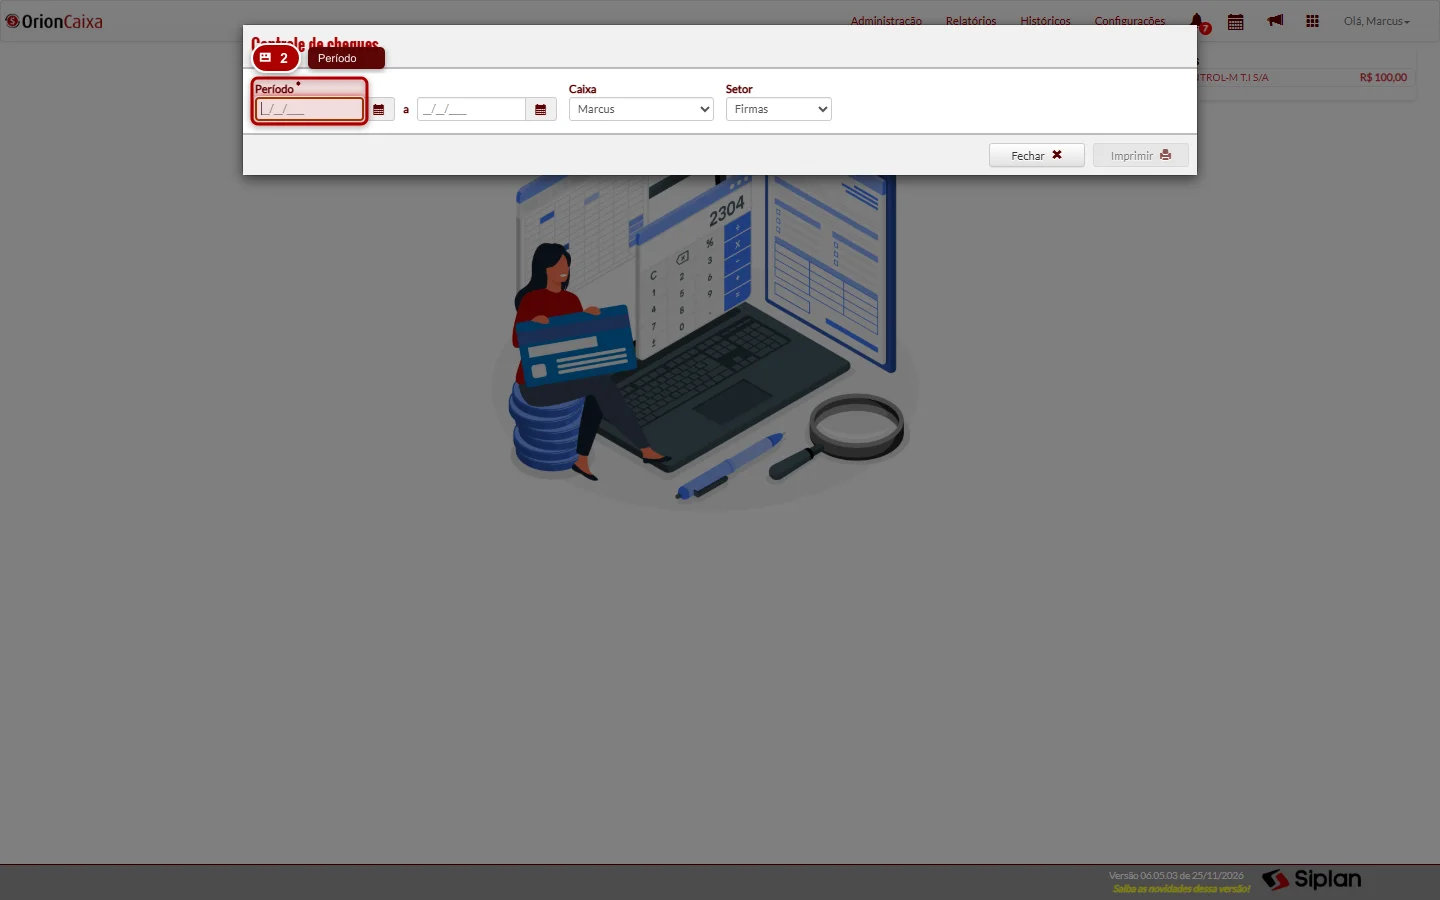 OrionCaixa
Administração
Relatórios
Históricos
Configurações
7
Olá, Marcus
Controle de cheques
2
Período
Período *
__/__/____
a
__/__/____
Caixa
Marcus
Setor
Firmas
Fechar
Imprimir
TROL-M T.I S/A
R$ 100,00
2304
Versão 06.05.03 de 25/11/2026
Saiba as novidades dessa versão!
Siplan